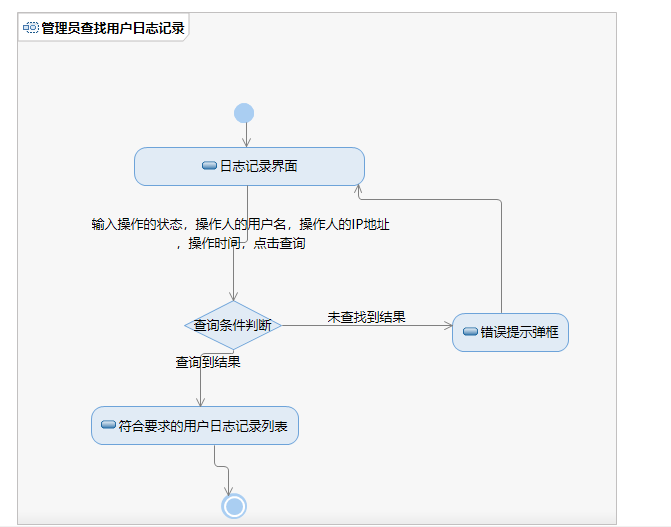 管理员查找用户日志记录
日志记录界面
输入操作的状态，操作人的用户名，操作人的IP地址
，操作时间，点击查询
查询条件判断
未查找到结果
错误提示弹框
查询到结果
符合要求的用户日志记录列表